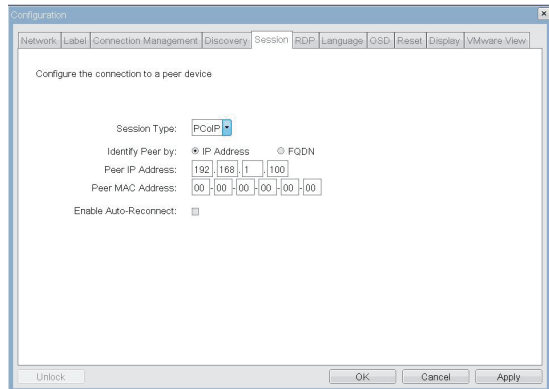 Configuration
Network Label Connection Management Discovery Session RDP Language OSD Reset Display VMware View
Configure the connection to a peer device
Session Type: PCoIP
Identify Peer by: IP Address FQDN
Peer IP Address: 192 . 168 . 1 . 100
Peer MAC Address: 00 - 00 - 00 - 00 - 00 - 00
Enable Auto-Reconnect:
Unlock OK Cancel Apply